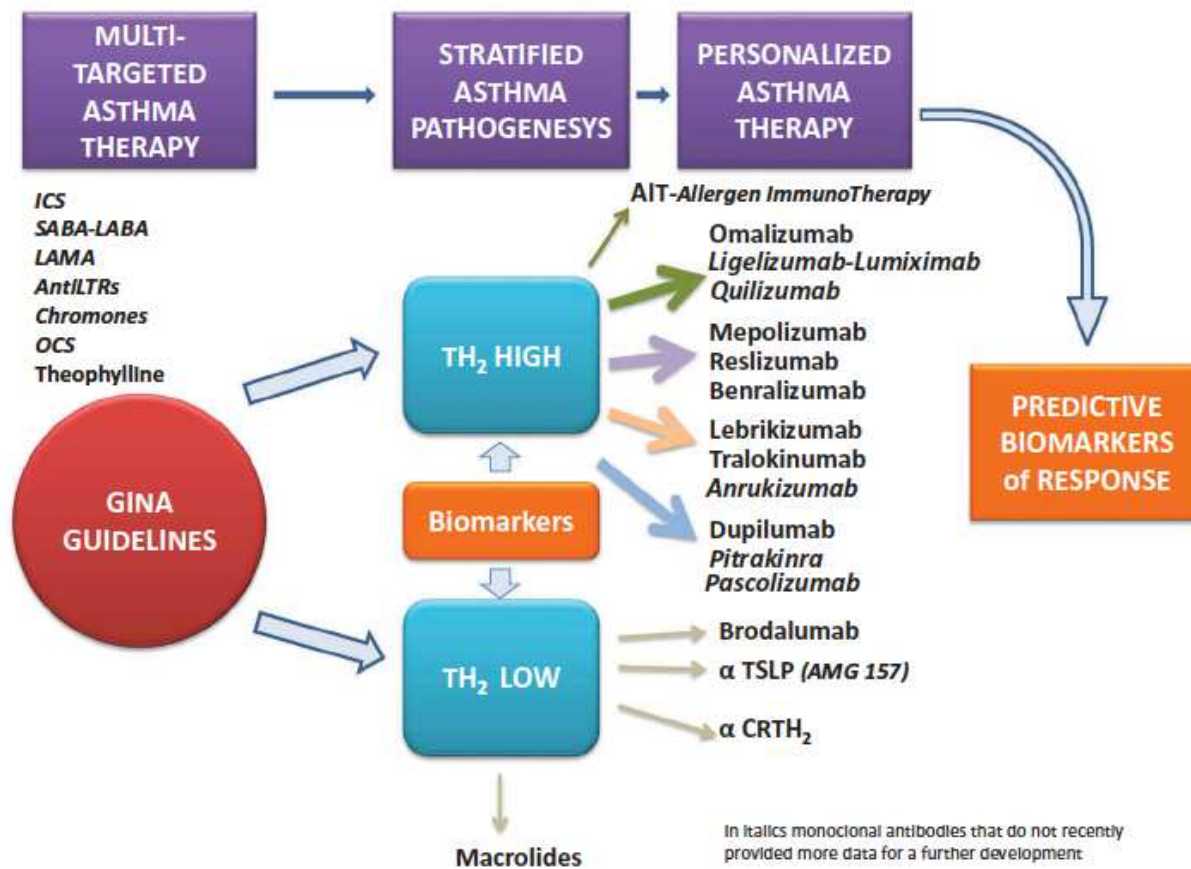 MULTI-
TARGETED
ASTHMA
THERAPY
STRATIFIED
ASTHMA
PATHOGENESYS
PERSONALIZED
ASTHMA
THERAPY
ICS
SABA-LABA
LAMA
AntiLTRs
Chromones
OCS
Theophylline
GINA
GUIDELINES
TH₂ HIGH
Biomarkers
TH₂ LOW
AIT-Allergen ImmunoTherapy
Omalizumab
Ligelizumab-Lumiximab
Quilizumab
Mepolizumab
Reslizumab
Benralizumab
Lebrikizumab
Tralokinumab
Anrukizumab
Dupilumab
Pitrakinra
Pascolizumab
Brodalumab
α TSLP (AMG 157)
α CRTH₂
Macrolides
PREDICTIVE
BIOMARKERS
of RESPONSE
In italics monoclonal antibodies that do not recently
provided more data for a further development